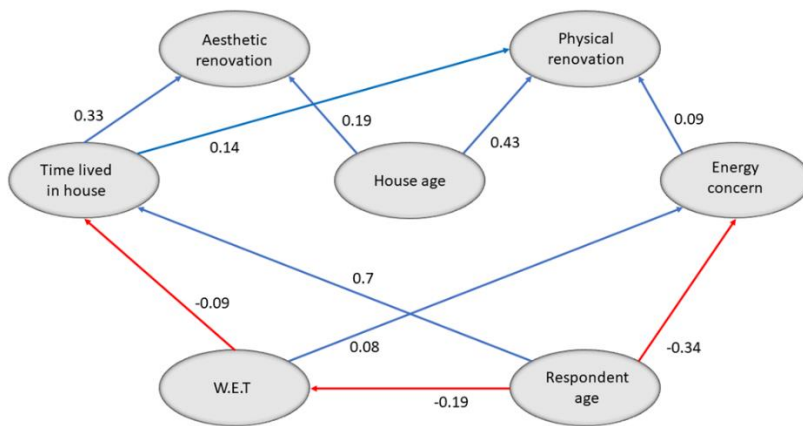 Aesthetic
renovation
Physical
renovation
0.33
0.19
0.14
0.43
0.09
Time lived
in house
House age
Energy
concern
0.7
-0.09
0.08
-0.34
W.E.T
Respondent
age
-0.19